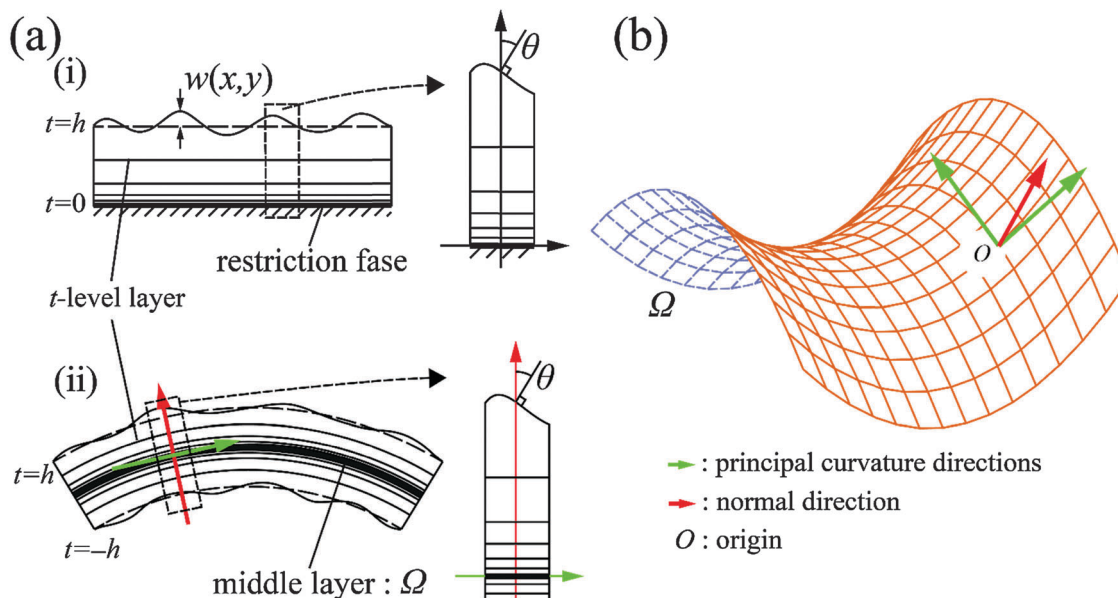 (a)
(i)
w(x,y)
θ
t=h
t=0
restriction fase
t-level layer
(ii)
θ
t=h
t=-h
middle layer : Ω
(b)
O
Ω
: principal curvature directions
: normal direction
O : origin